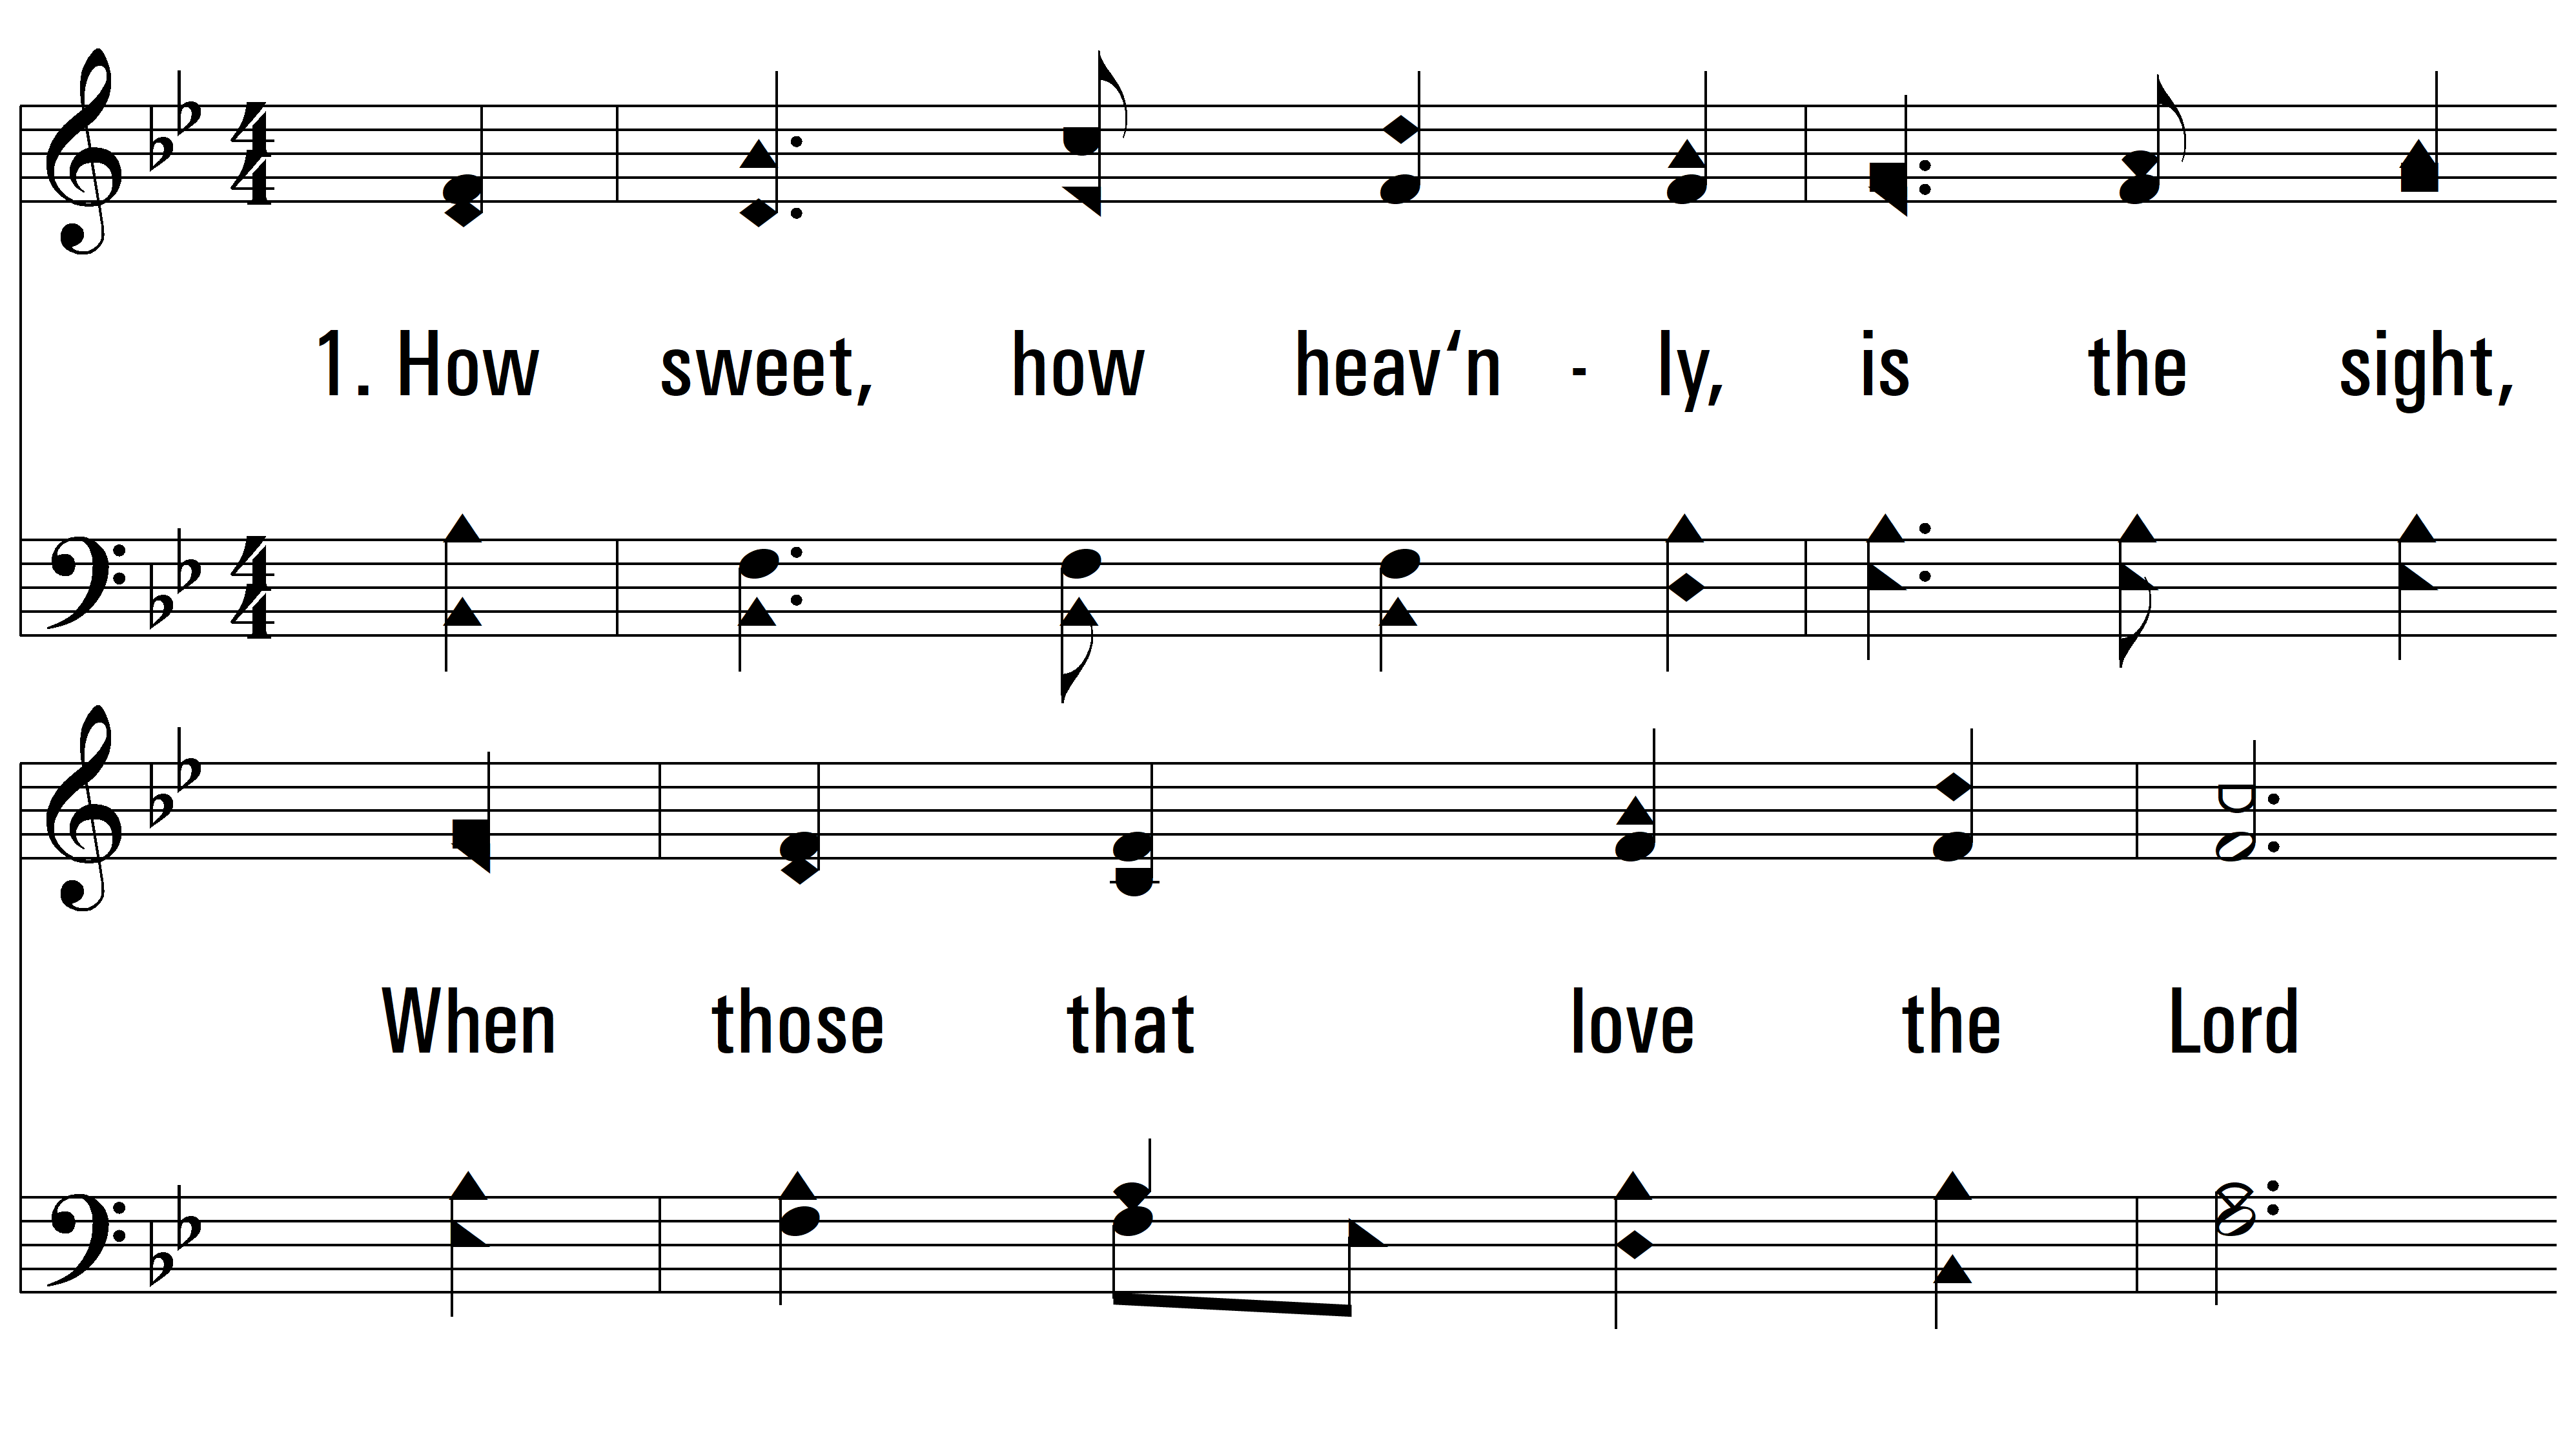 1. How sweet, how heav‘n - ly, is the sight,
When those that love the Lord